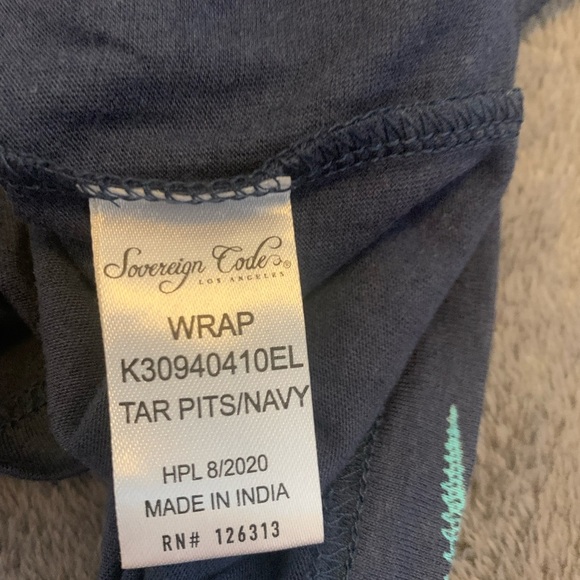 Sovereign Code®
LOS ANGELES
WRAP
K30940410EL
TAR PITS/NAVY
HPL 8/2020
MADE IN INDIA
RN# 126313